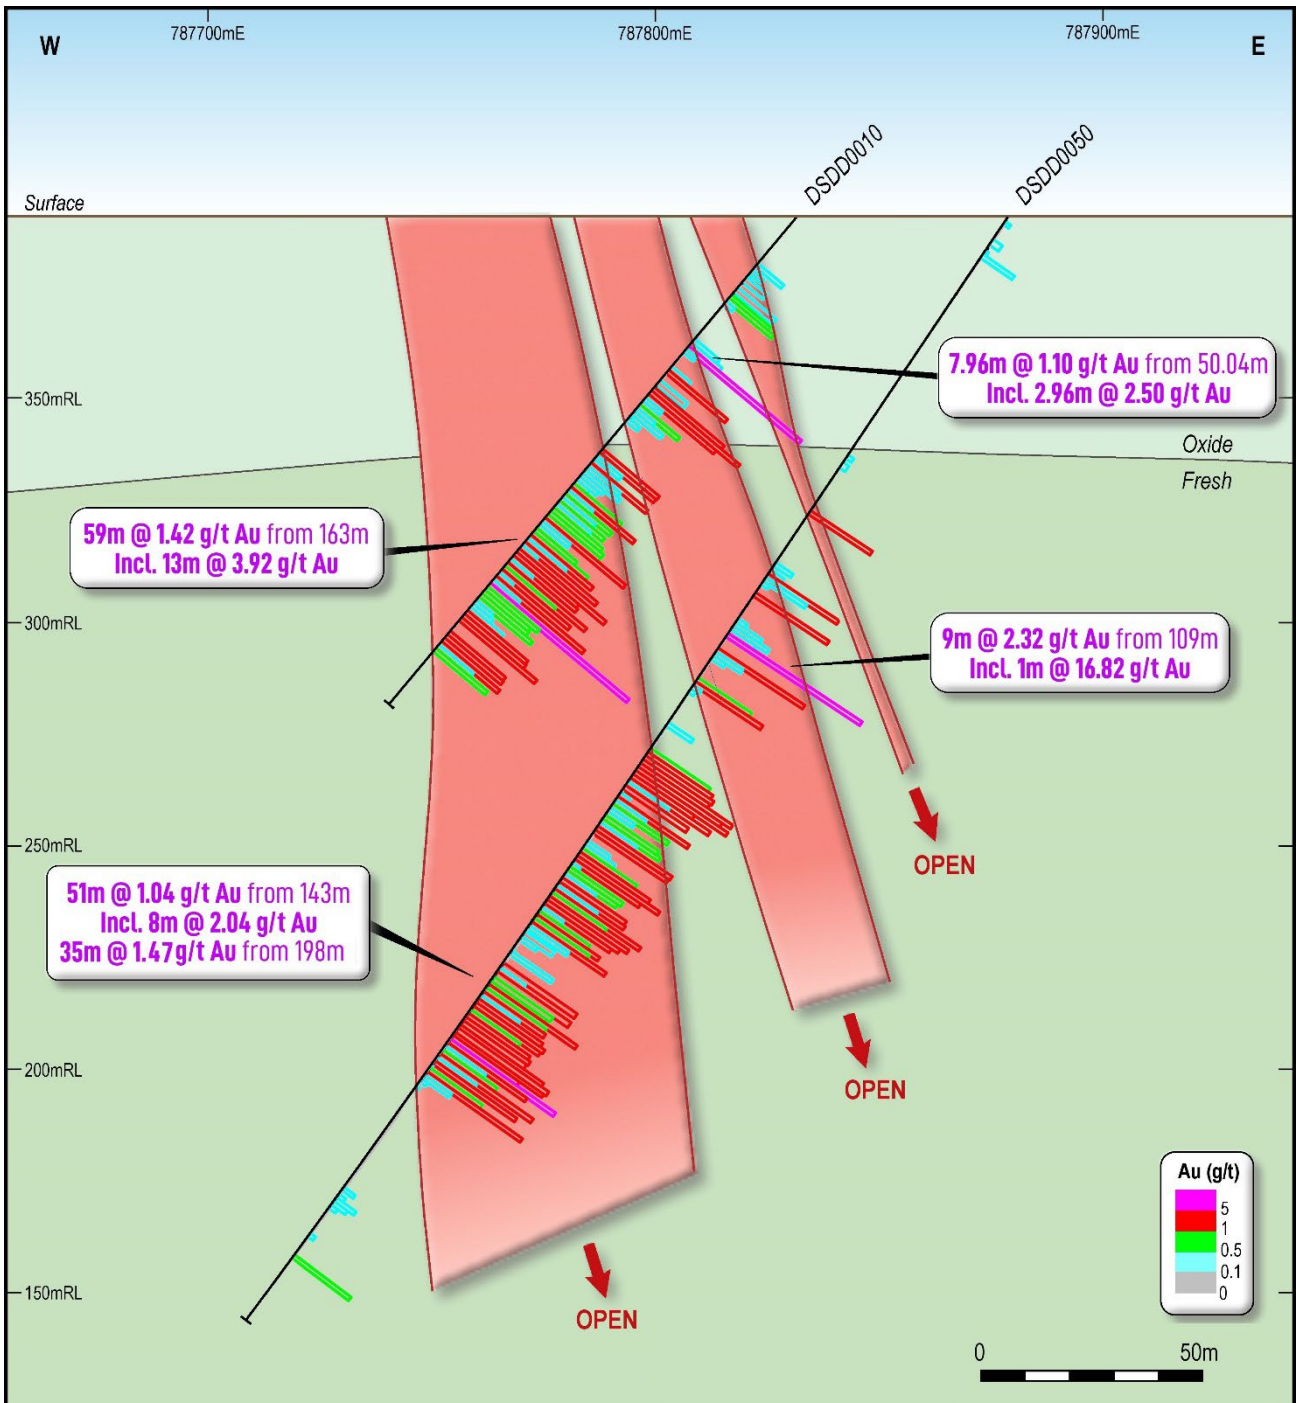 787700mE
787800mE
787900mE
W
E
DSDD0010
DSDD0050
Surface
7.96m @ 1.10 g/t Au from 50.04m
Incl. 2.96m @ 2.50 g/t Au
350mRL
Oxide
Fresh
59m @ 1.42 g/t Au from 163m
Incl. 13m @ 3.92 g/t Au
300mRL
9m @ 2.32 g/t Au from 109m
Incl. 1m @ 16.82 g/t Au
250mRL
OPEN
51m @ 1.04 g/t Au from 143m
Incl. 8m @ 2.04 g/t Au
35m @ 1.47g/t Au from 198m
200mRL
OPEN
Au (g/t)
5
1
0.5
0.1
0
150mRL
OPEN
0
50m